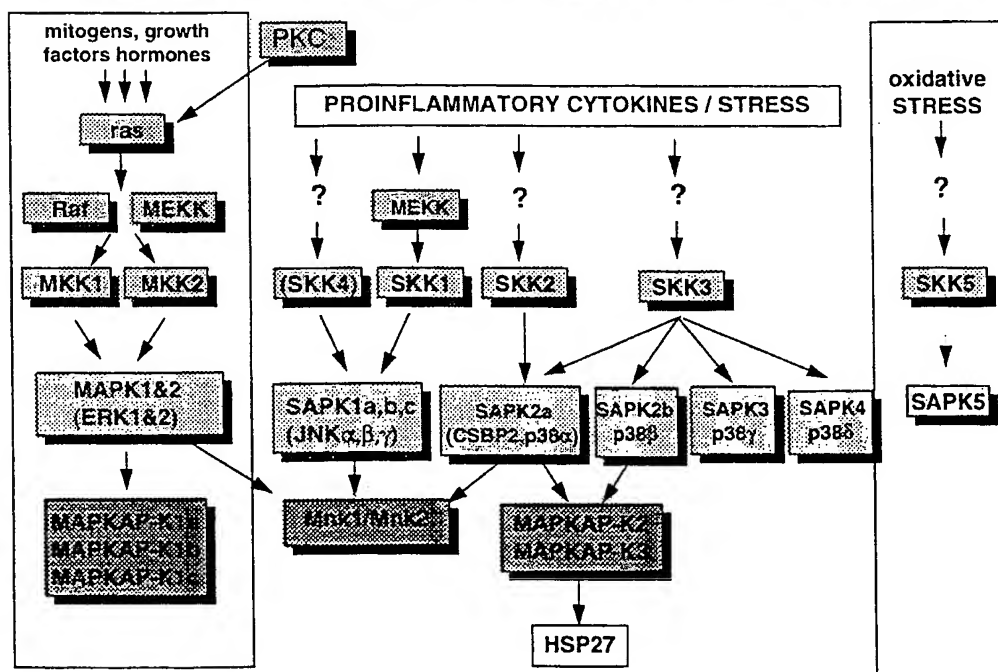 mitogens, growth
factors hormones
PKC
ras
Raf
MEKK
MKK1
MKK2
MAPK1&2
(ERK1&2)
MAPKAP-K1a
MAPKAP-K1b
MAPKAP-K1c
PROINFLAMMATORY CYTOKINES / STRESS
?
MEKK
?
?
(SKK4)
SKK1
SKK2
SKK3
SAPK1a,b,c
(JNKα,β,γ)
SAPK2a
(CSBP2,p38α)
SAPK2b
p38β
SAPK3
p38γ
SAPK4
p38δ
Mnk1/Mnk2
MAPKAP-K2
MAPKAP-K3
HSP27
oxidative
STRESS
?
SKK5
SAPK5